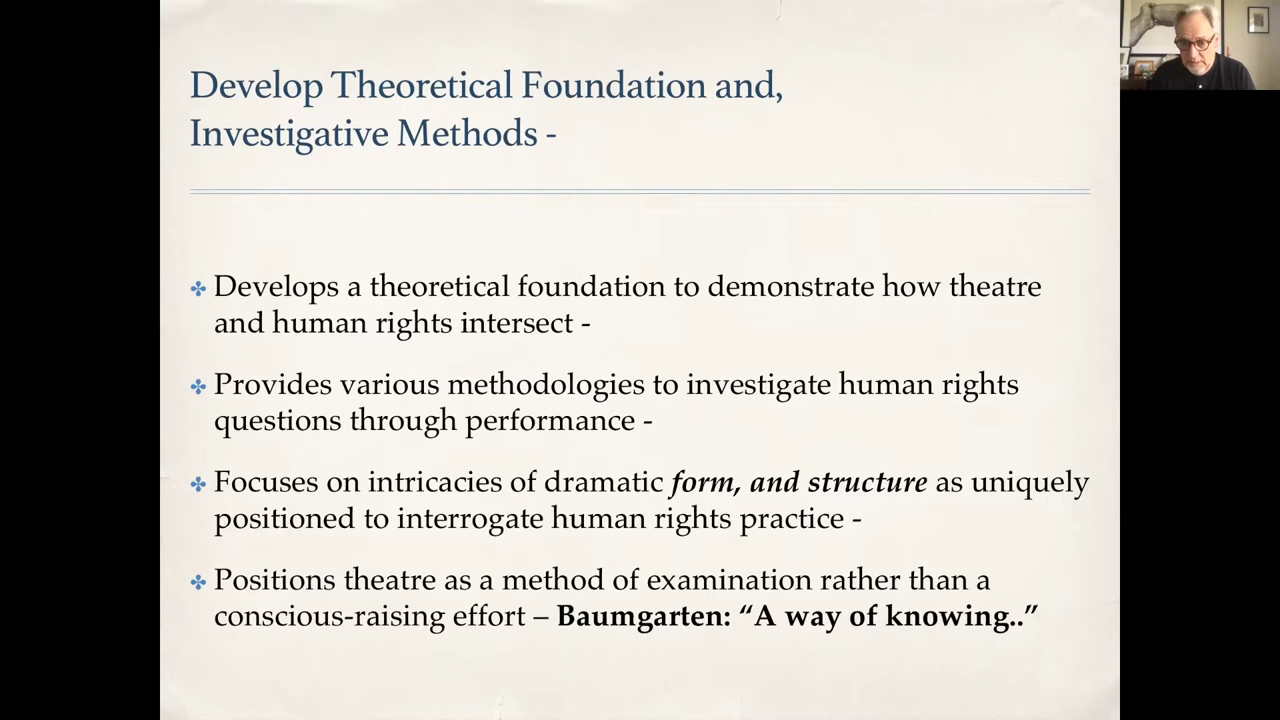 Develop Theoretical Foundation and,
Investigative Methods -
Develops a theoretical foundation to demonstrate how theatre
and human rights intersect -
Provides various methodologies to investigate human rights
questions through performance -
Focuses on intricacies of dramatic form, and structure as uniquely
positioned to interrogate human rights practice -
Positions theatre as a method of examination rather than a
conscious-raising effort – Baumgarten: “A way of knowing..”